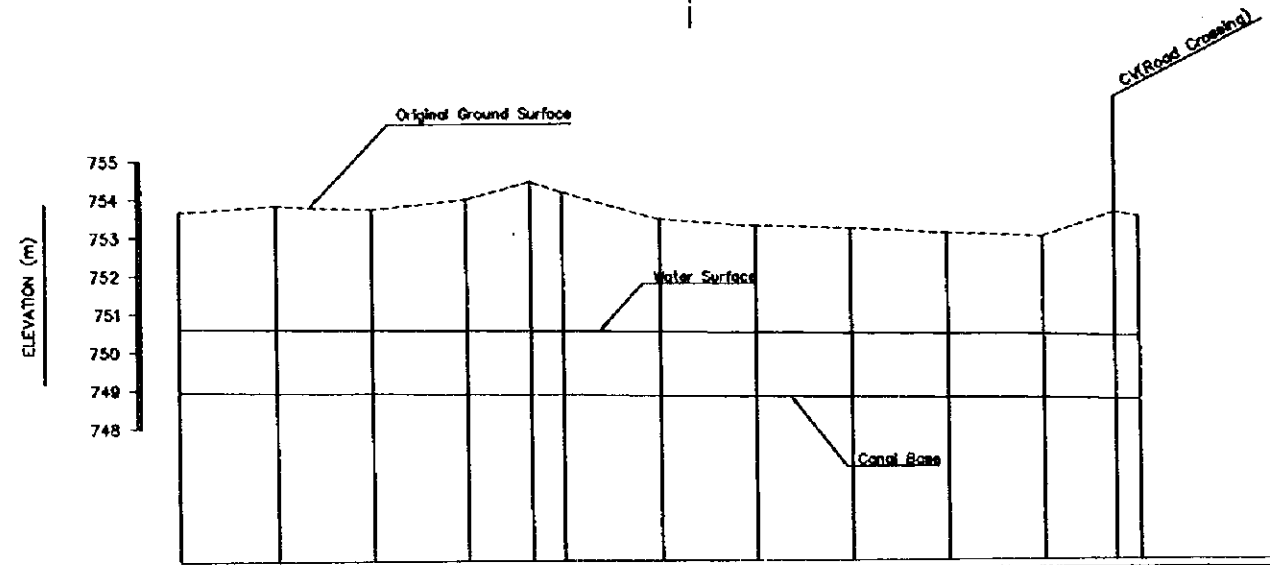 CV(Road Crossing)
Original Ground Surface
755
754
753
752
751
750
749
748
ELEVATION (m)
Water Surface
Canal Base